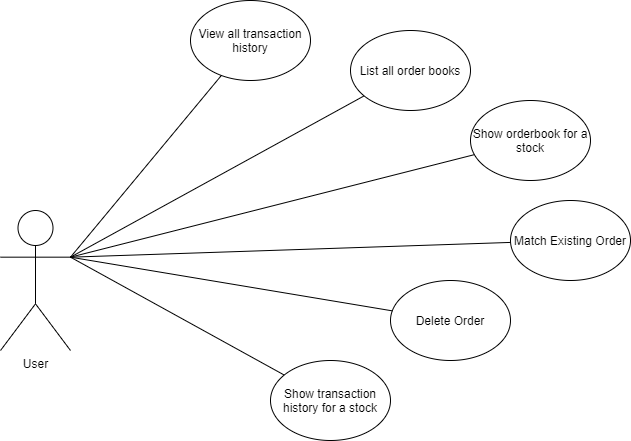 View all transaction
history
List all order books
Show orderbook for a
stock
Match Existing Order
Delete Order
User
Show transaction
history for a stock